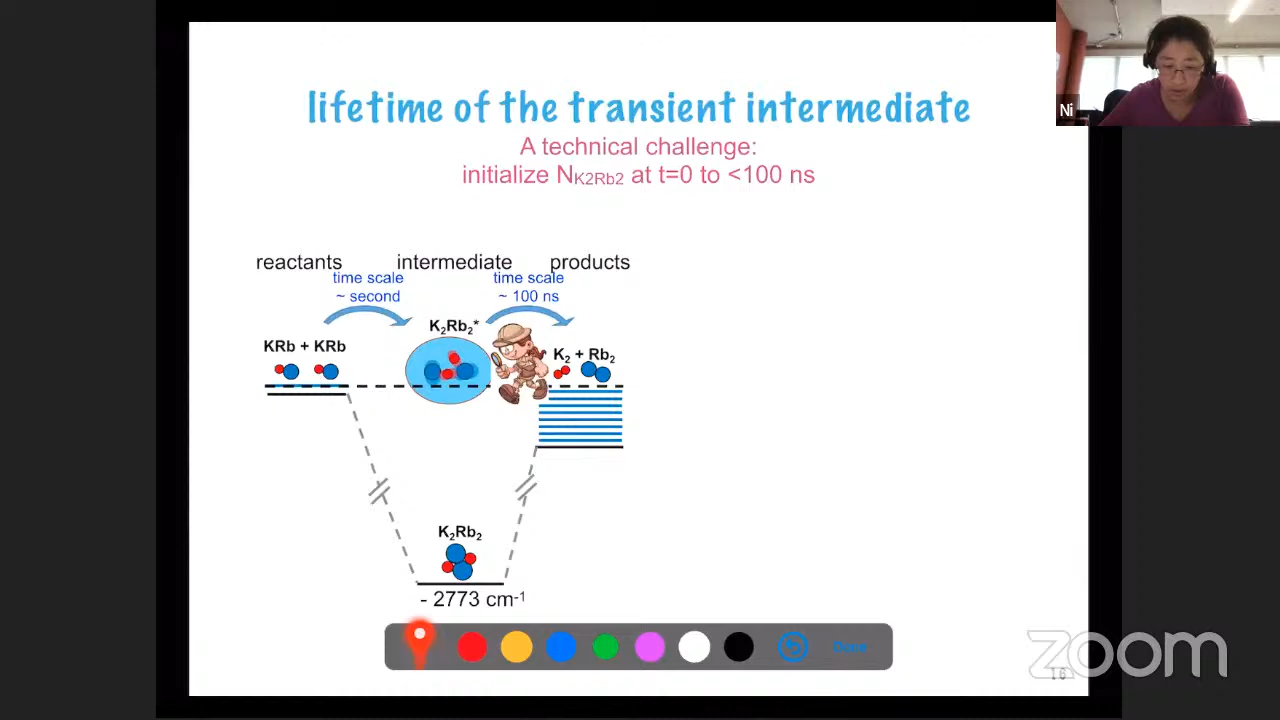 lifetime of the transient intermediate
A technical challenge:
initialize N_K2Rb2 at t=0 to <100 ns
Ni
reactants intermediate products
time scale
~ second
time scale
~ 100 ns
K₂Rb₂*
KRb + KRb
K₂ + Rb₂
K₂Rb₂
- 2773 cm⁻¹
Done
zoom
16